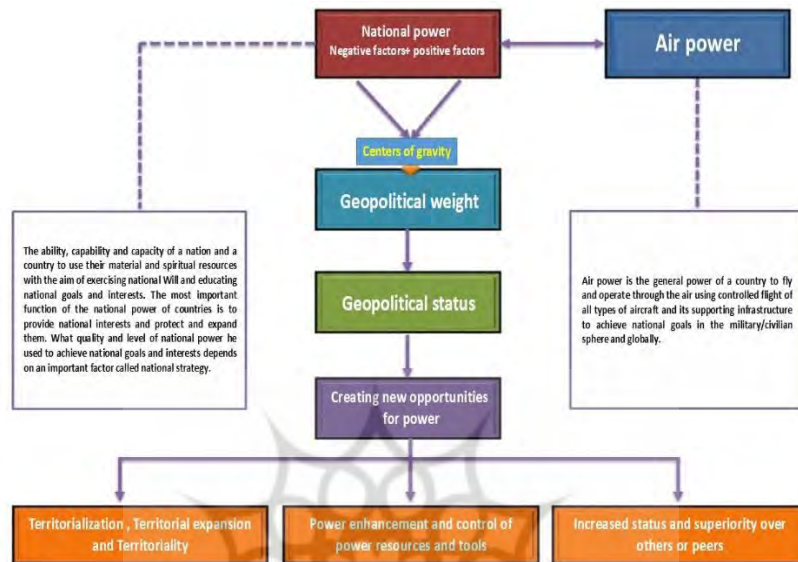 National power
Negative factors+ positive factors
Air power
Centers of gravity
Geopolitical weight
The ability, capability and capacity of a nation and a
country to use their material and spiritual resources
with the aim of exercising national Will and educating
national goals and interests. The most important
function of the national power of countries is to
provide national interests and protect and expand
them. What quality and level of national power he
used to achieve national goals and interests depends
on an important factor called national strategy.
Air power is the general power of a country to fly
and operate through the air using controlled flight of
all types of aircraft and its supporting infrastructure
to achieve national goals in the military/civilian
sphere and globally.
Geopolitical status
Creating new opportunities
for power
Territorialization , Territorial expansion
and Territoriality
Power enhancement and control of
power resources and tools
Increased status and superiority over
others or peers